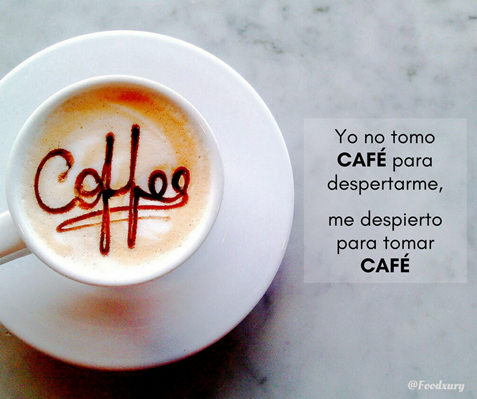 Coffee
Yo no tomo
CAFÉ para
despertarme,
me despierto
para tomar
CAFÉ
@Foodxury